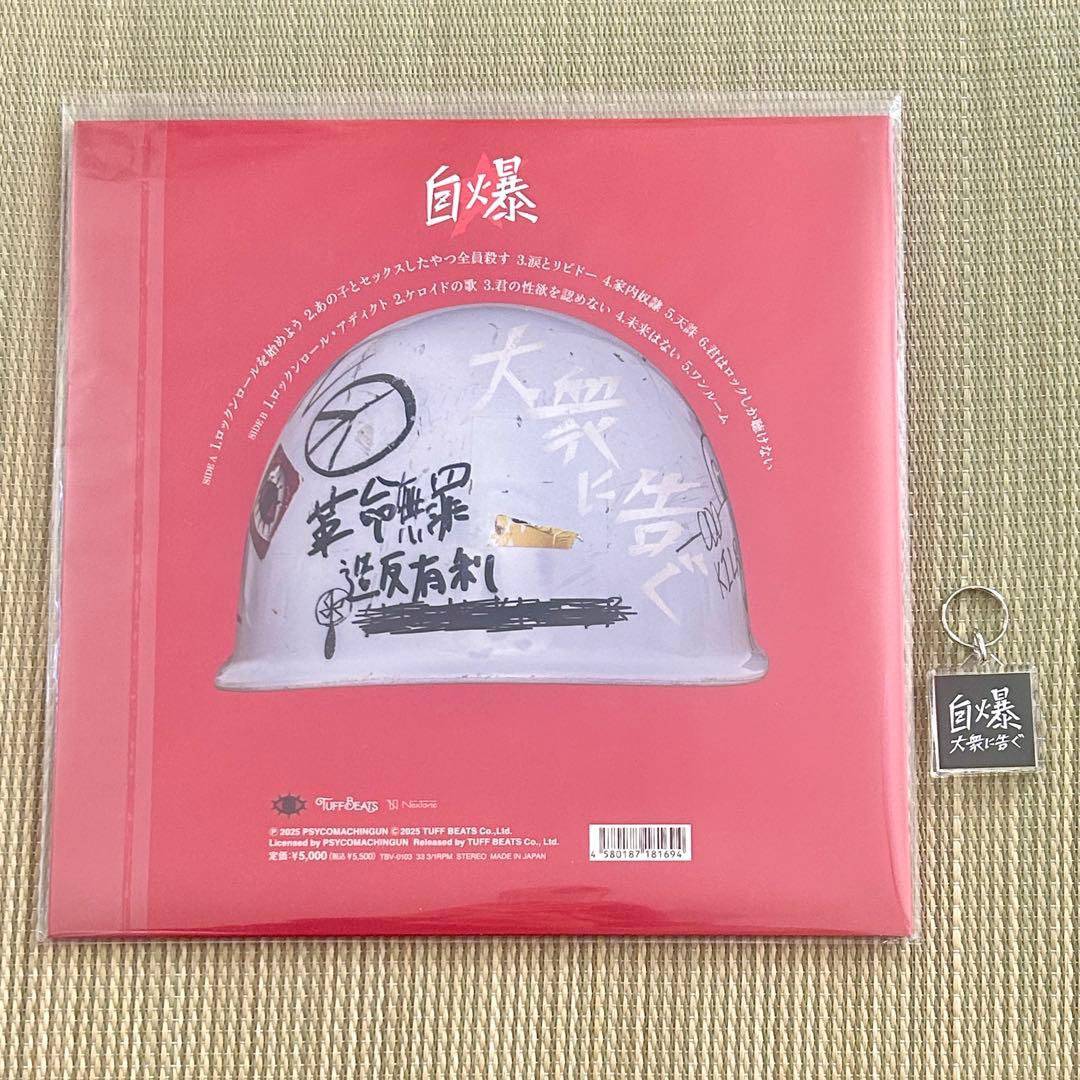 自爆
SIDE A 1.ロックンロールを始めよう 2.あの子とセックスしたやつ全員殺す 3.涙とリビドー 4.家内奴隷 5.天誅 6.君はロックしか聴けない
SIDE B 1.ロックンロール・アディクト 2.ケロイドの歌 3.君の性欲を認めない 4.未来はない 5.ワンルーム
大衆に告ぐ
革命無罪
造反有利
TUFF BEATS NexTone
Ⓟ 2025 PSYCOMACHINGUN Ⓒ 2025 TUFF BEATS Co.,Ltd.
Licensed by PSYCOMACHINGUN Released by TUFF BEATS Co., Ltd.
定価:¥5,000 (税込 ¥5,500) TBV-0103 33 3/1RPM STEREO MADE IN JAPAN
4 580187 181694
自爆
大衆に告ぐ